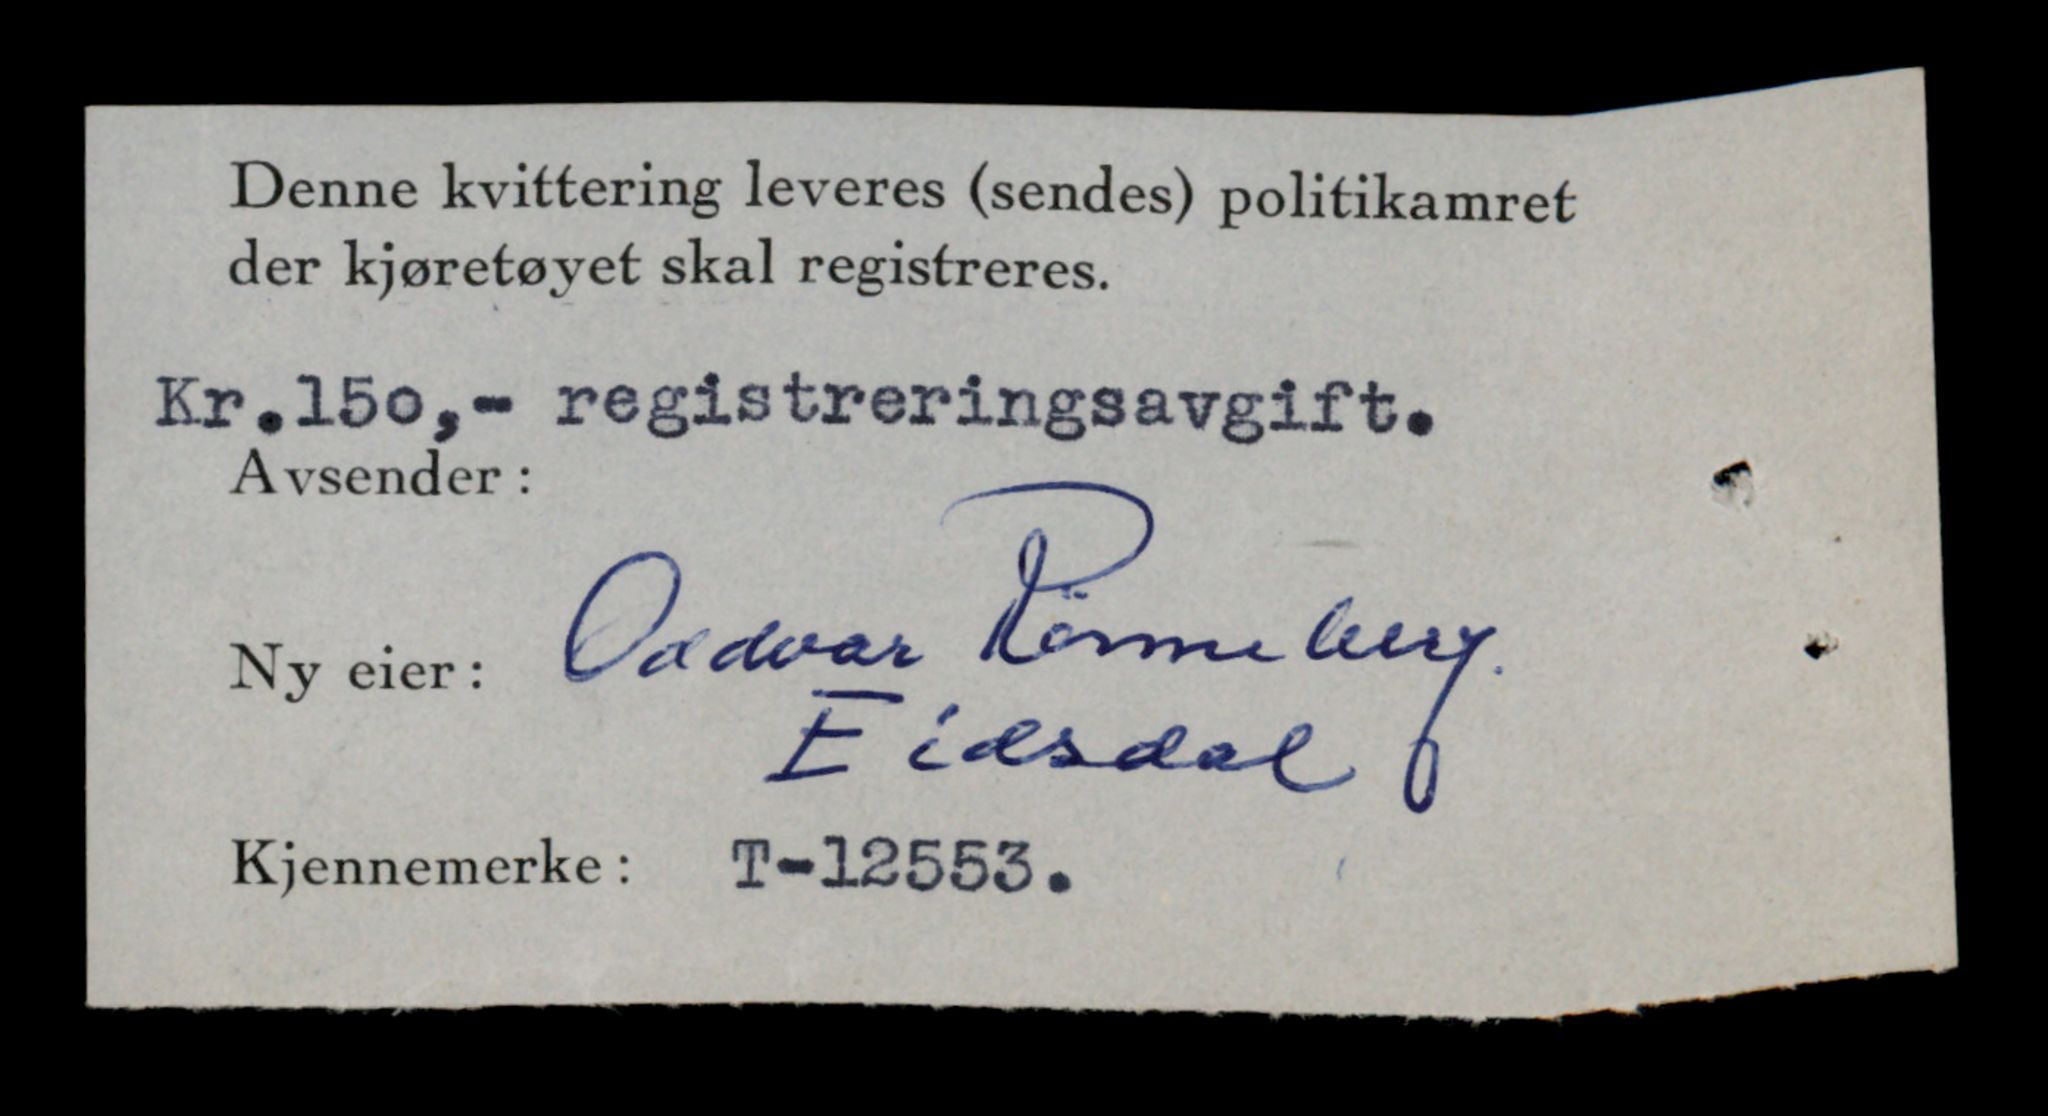 Denne kvittering leveres (sendes) politikamret
der kjøretøyet skal registreres.
Kr.15o,- registreringsavgift.
Avsender:
Ny eier: Oddvar Rönneberg.
Eidsdal
Kjennemerke: T-12553.